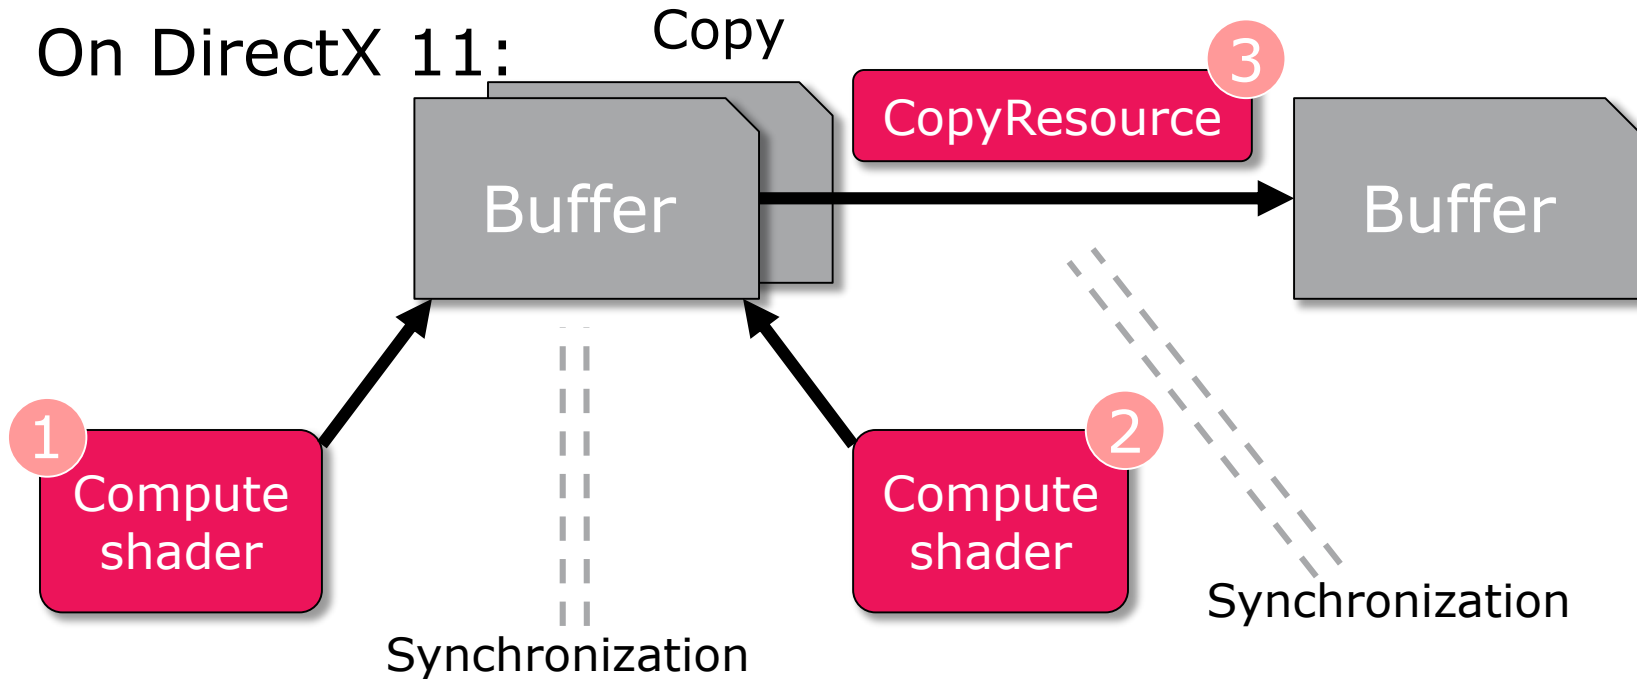 On DirectX 11:
Copy
3
CopyResource
Buffer
Buffer
1
Compute
shader
2
Compute
shader
Synchronization
Synchronization